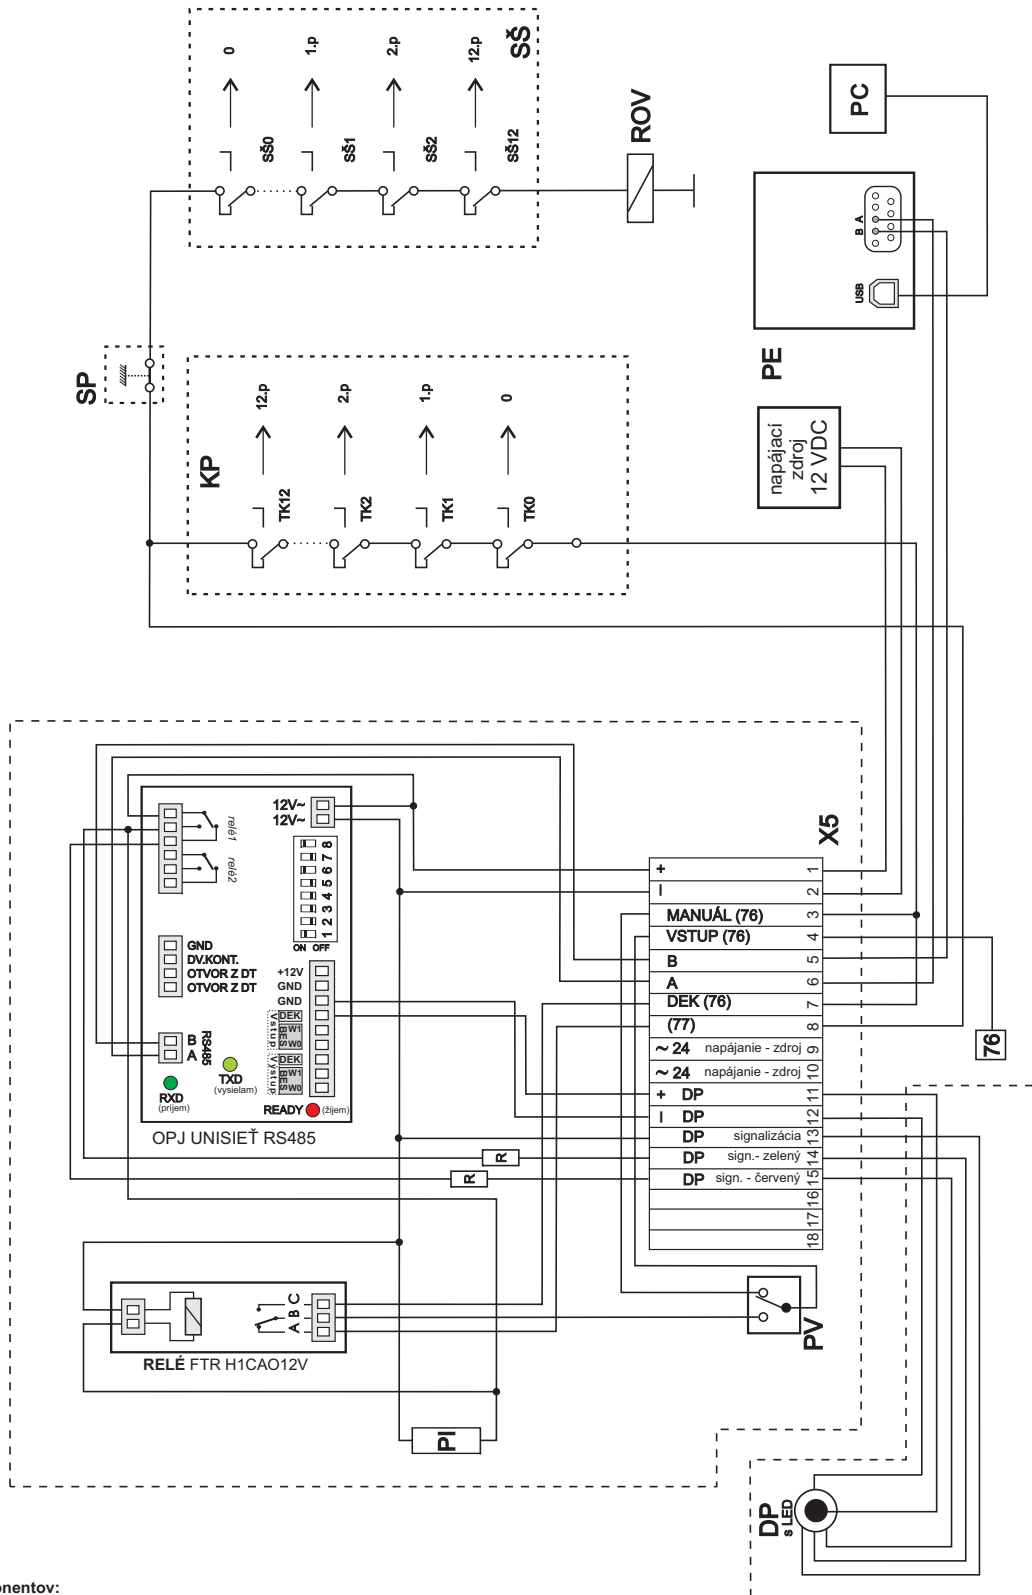 0
1.p
2.p
12.p
SŠ
SŠ0
SŠ1
SŠ2
SŠ12
ROV
SP
KP
12.p
2.p
1.p
0
TK12
TK2
TK1
TK0
PC
PE
B A
USB
napájací
zdroj
12 VDC
relé1
relé2
12V~
12V~
1 2 3 4 5 6 7 8
ON OFF
GND
DV.KONT.
OTVOR Z DT
OTVOR Z DT
+12V
GND
GND
DEK
BES
W1
W0
Vstup
DEK
BES
W1
W0
Výstup
B
A
RS485
RXD
(príjem)
TXD
(vysielam)
READY
(žijem)
OPJ UNISIEŤ RS485
R
R
X5
+ 1
I 2
MANUÁL (76) 3
VSTUP (76) 4
B 5
A 6
DEK (76) 7
(77) 8
~ 24 napájanie - zdroj 9
~ 24 napájanie - zdroj 10
+ DP 11
I DP 12
DP signalizácia 13
DP sign.- zelený 14
DP sign. - červený 15
16
17
18
76
A B C
RELÉ FTR H1CAO12V
PV
PI
DP
s LED
onentov: